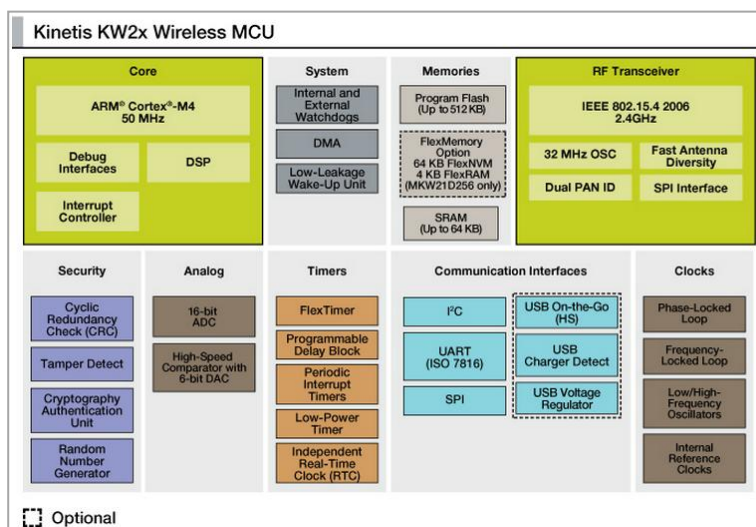 Kinetis KW2x Wireless MCU
Core
ARM® Cortex®-M4
50 MHz
Debug
Interfaces
DSP
Interrupt
Controller
System
Internal and
External
Watchdogs
DMA
Low-Leakage
Wake-Up Unit
Memories
Program Flash
(Up to 512 KB)
FlexMemory
Option
64 KB FlexNVM
4 KB FlexRAM
(MKW21D256 only)
SRAM
(Up to 64 KB)
RF Transceiver
IEEE 802.15.4 2006
2.4GHz
32 MHz OSC
Fast Antenna
Diversity
Dual PAN ID
SPI Interface
Security
Cyclic
Redundancy
Check (CRC)
Tamper Detect
Cryptography
Authentication
Unit
Random
Number
Generator
Analog
16-bit
ADC
High-Speed
Comparator with
6-bit DAC
Timers
FlexTimer
Programmable
Delay Block
Periodic
Interrupt
Timers
Low-Power
Timer
Independent
Real-Time
Clock (RTC)
Communication Interfaces
I²C
UART
(ISO 7816)
SPI
USB On-the-Go
(HS)
USB
Charger Detect
USB Voltage
Regulator
Clocks
Phase-Locked
Loop
Frequency-
Locked Loop
Low/High-
Frequency
Oscillators
Internal
Reference
Clocks
Optional